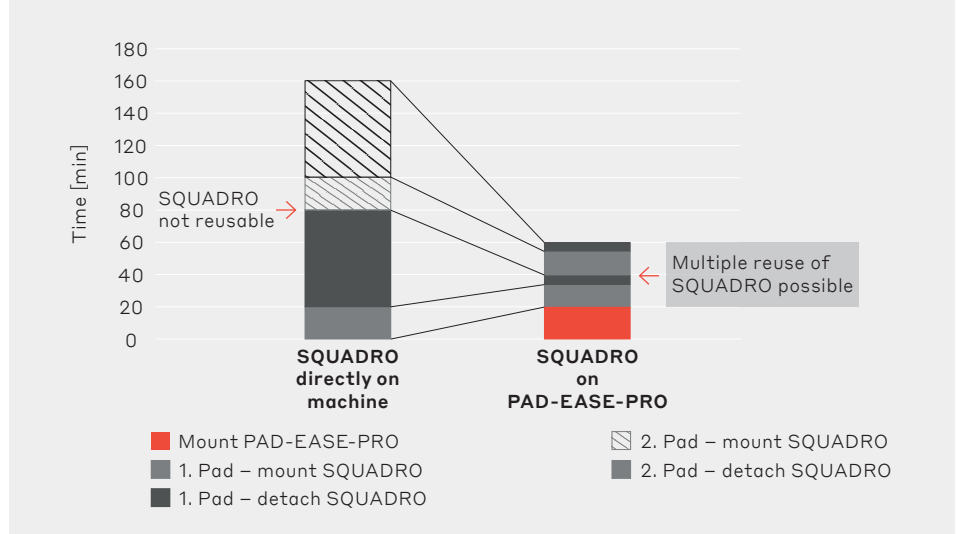 180
160
140
120
100
80
60
40
20
0
Time [min]
SQUADRO
not reusable
Multiple reuse of
SQUADRO possible
SQUADRO
directly on
machine
SQUADRO
on
PAD-EASE-PRO
Mount PAD-EASE-PRO
1. Pad – mount SQUADRO
1. Pad – detach SQUADRO
2. Pad – mount SQUADRO
2. Pad – detach SQUADRO